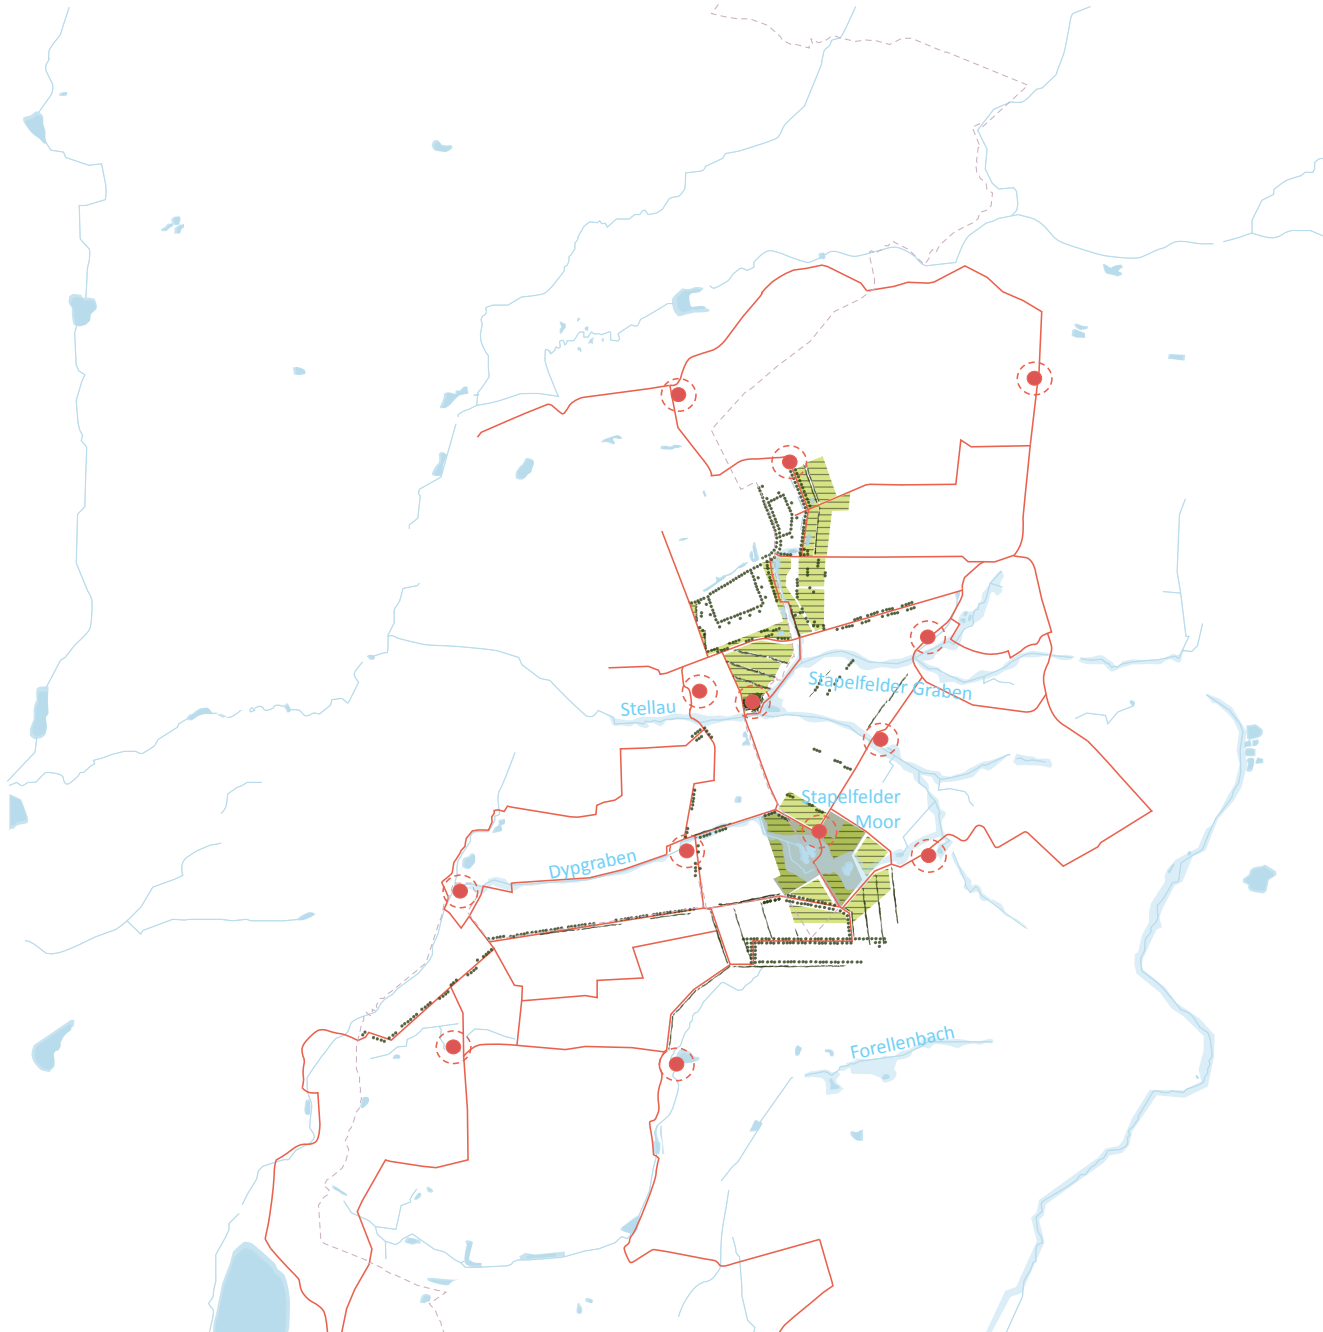 Stapelfelder Graben
Stellau
Stapelfelder
Moor
Dypgraben
Forellenbach